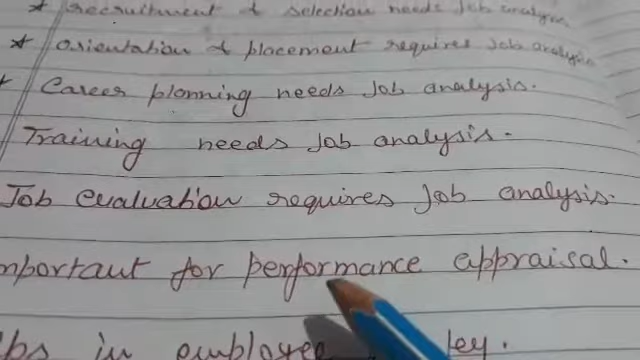 * Recruitment & selection needs Job analysis
* Orientation & placement requires Job analysis
Career planning needs Job analysis.
Training needs Job analysis.
Job evaluation requires Job analysis.
mportant for performance appraisal.
in employee